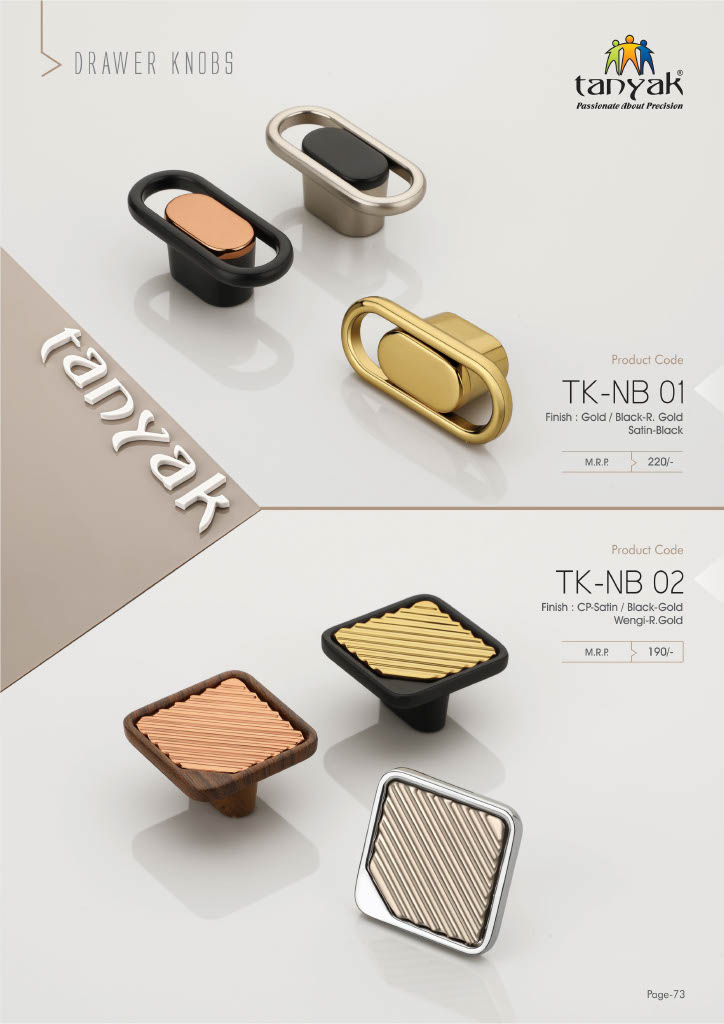 DRAWER KNOBS
tanyak®
Passionate About Precision
Product Code
TK-NB 01
Finish : Gold / Black-R. Gold
Satin-Black
M.R.P. 220/-
tanyak
Product Code
TK-NB 02
Finish : CP-Satin / Black-Gold
Wengi-R.Gold
M.R.P. 190/-
Page-73